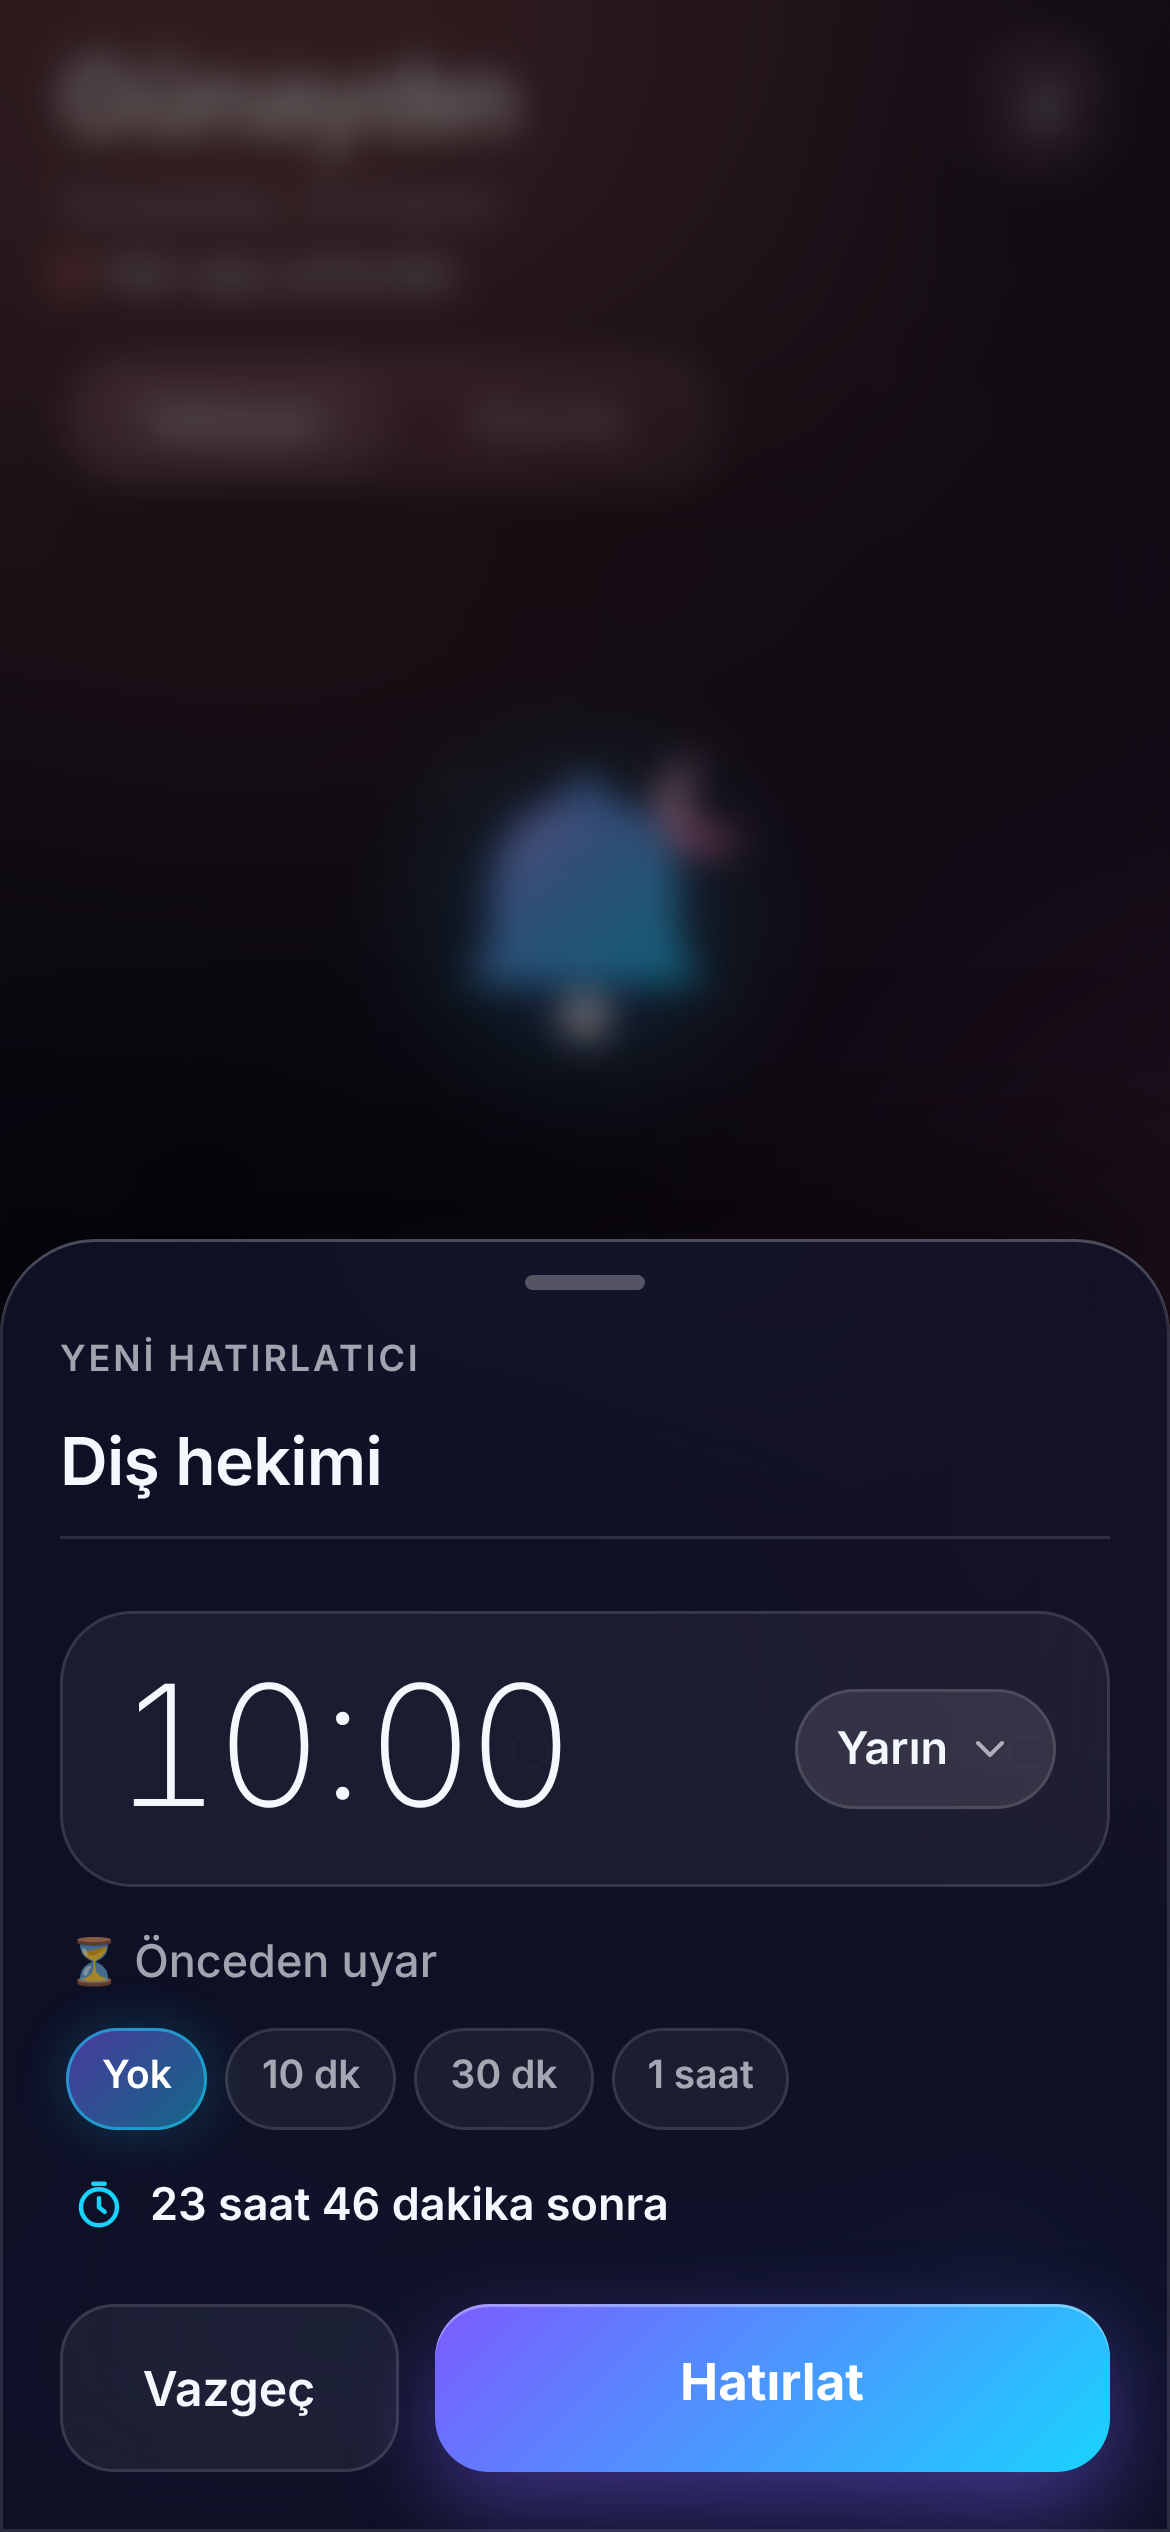 Günaydın
YENİ HATIRLATICI
Diş hekimi
10:00
Yarın
⏳ Önceden uyar
Yok
10 dk
30 dk
1 saat
23 saat 46 dakika sonra
Vazgeç
Hatırlat